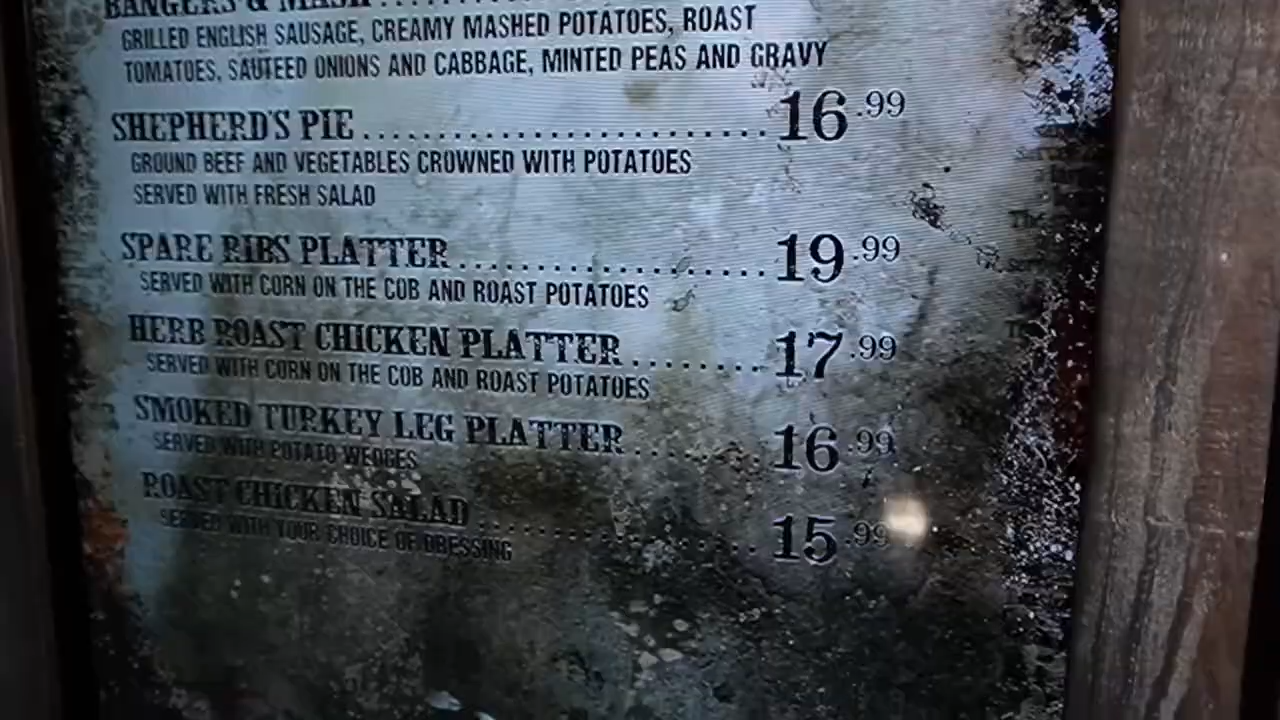 BANGERS & MASH..........
GRILLED ENGLISH SAUSAGE, CREAMY MASHED POTATOES, ROAST
TOMATOES, SAUTEED ONIONS AND CABBAGE, MINTED PEAS AND GRAVY
SHEPHERD'S PIE..........................16.99
GROUND BEEF AND VEGETABLES CROWNED WITH POTATOES
SERVED WITH FRESH SALAD
SPARE RIBS PLATTER....................19.99
SERVED WITH CORN ON THE COB AND ROAST POTATOES
HERB ROAST CHICKEN PLATTER........17.99
SERVED WITH CORN ON THE COB AND ROAST POTATOES
SMOKED TURKEY LEG PLATTER........16.99
SERVED WITH POTATO WEDGES
ROAST CHICKEN SALAD..................15.99
SERVED WITH YOUR CHOICE OF DRESSING